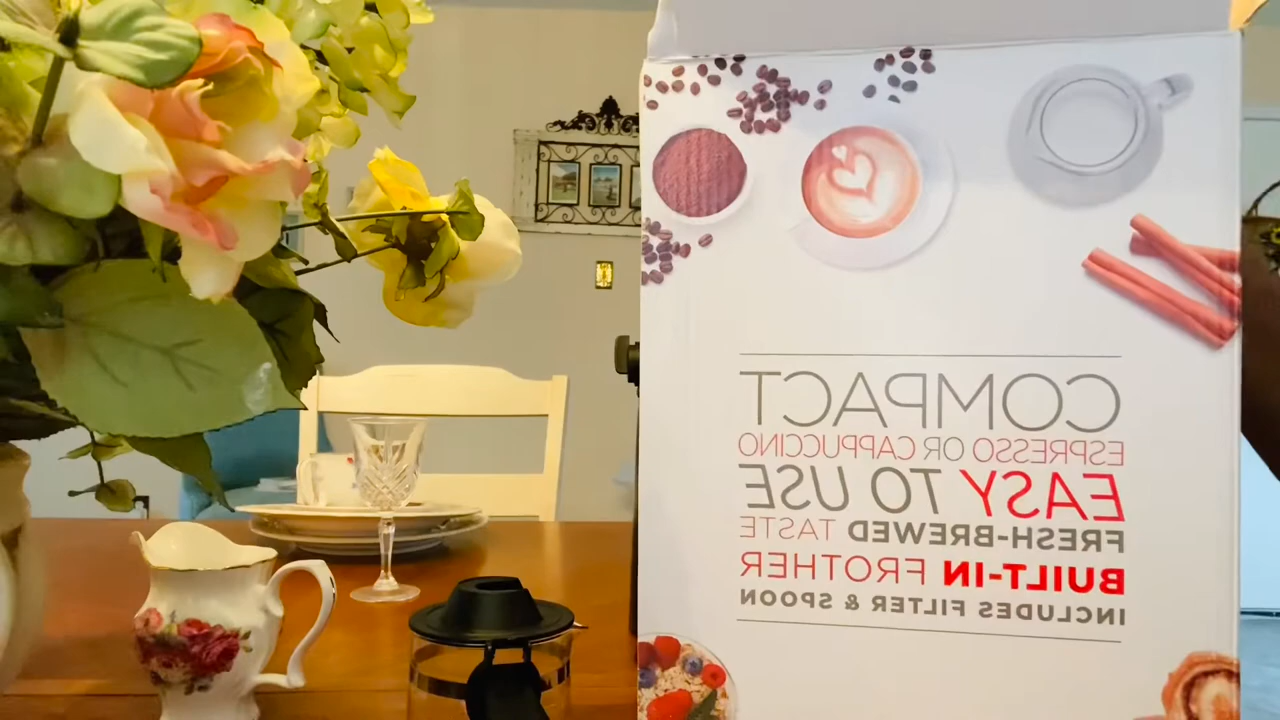 COMPACT
ESPRESSO OR CAPPUCCINO
EASY TO USE
FRESH-BREWED TASTE
BUILT-IN FROTHER
INCLUDES FILTER & SPOON